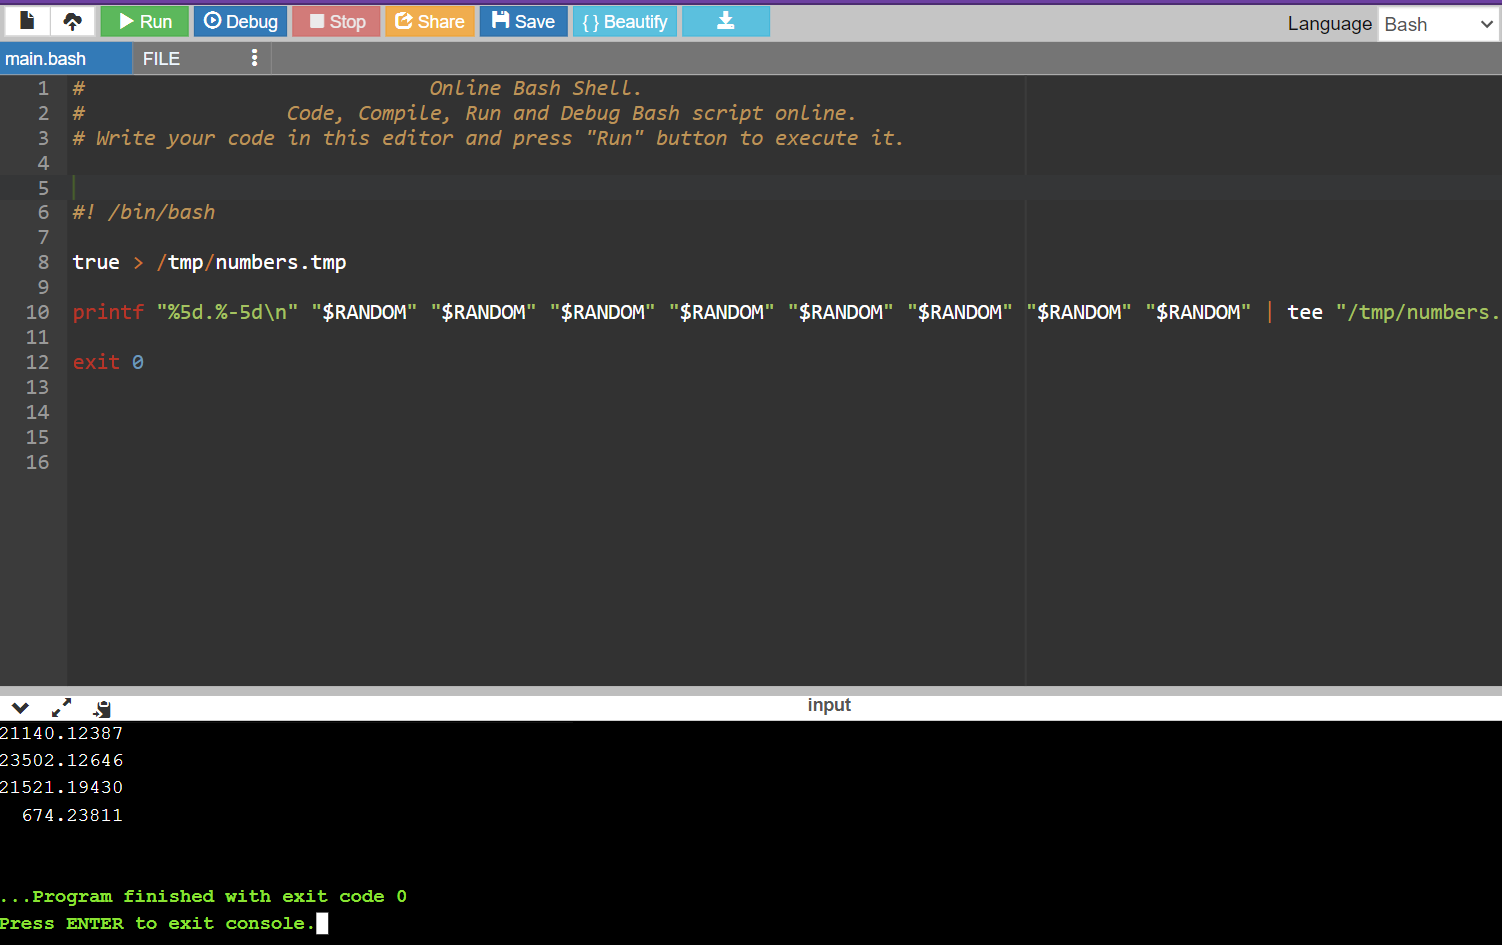 Run Debug Stop Share Save { } Beautify Language Bash
main.bash FILE
1 # Online Bash Shell.
2 # Code, Compile, Run and Debug Bash script online.
3 # Write your code in this editor and press "Run" button to execute it.
4
5
6 #! /bin/bash
7
8 true > /tmp/numbers.tmp
9
10 printf "%5d.%-5d\n" "$RANDOM" "$RANDOM" "$RANDOM" "$RANDOM" "$RANDOM" "$RANDOM" "$RANDOM" "$RANDOM" | tee "/tmp/numbers.
11
12 exit 0
13
14
15
16
input
21140.12387
23502.12646
21521.19430
674.23811
...Program finished with exit code 0
Press ENTER to exit console.